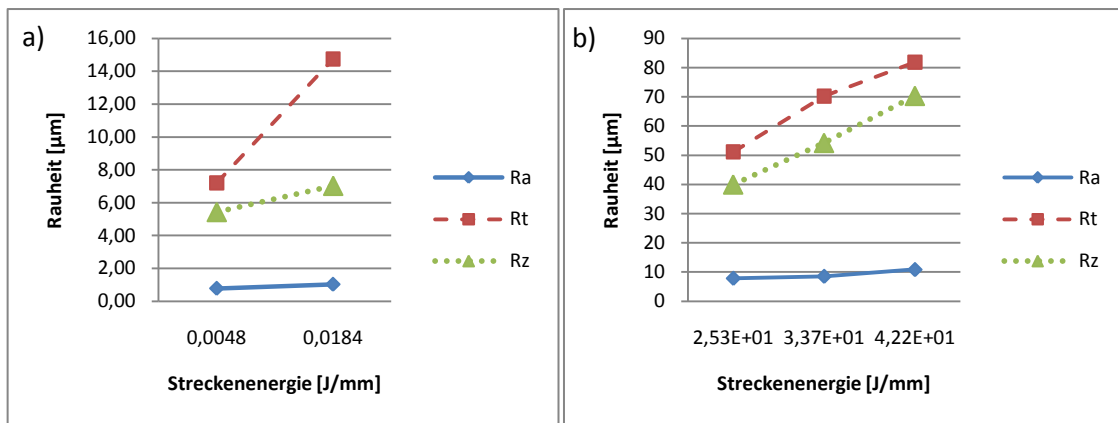 a)
Rauheit [µm]
16,00
14,00
12,00
10,00
8,00
6,00
4,00
2,00
0,00
0,0048 0,0184
Streckenenergie [J/mm]
Ra
Rt
Rz
b)
Rauheit [µm]
90
80
70
60
50
40
30
20
10
0
2,53E+01 3,37E+01 4,22E+01
Streckenenergie [J/mm]
Ra
Rt
Rz